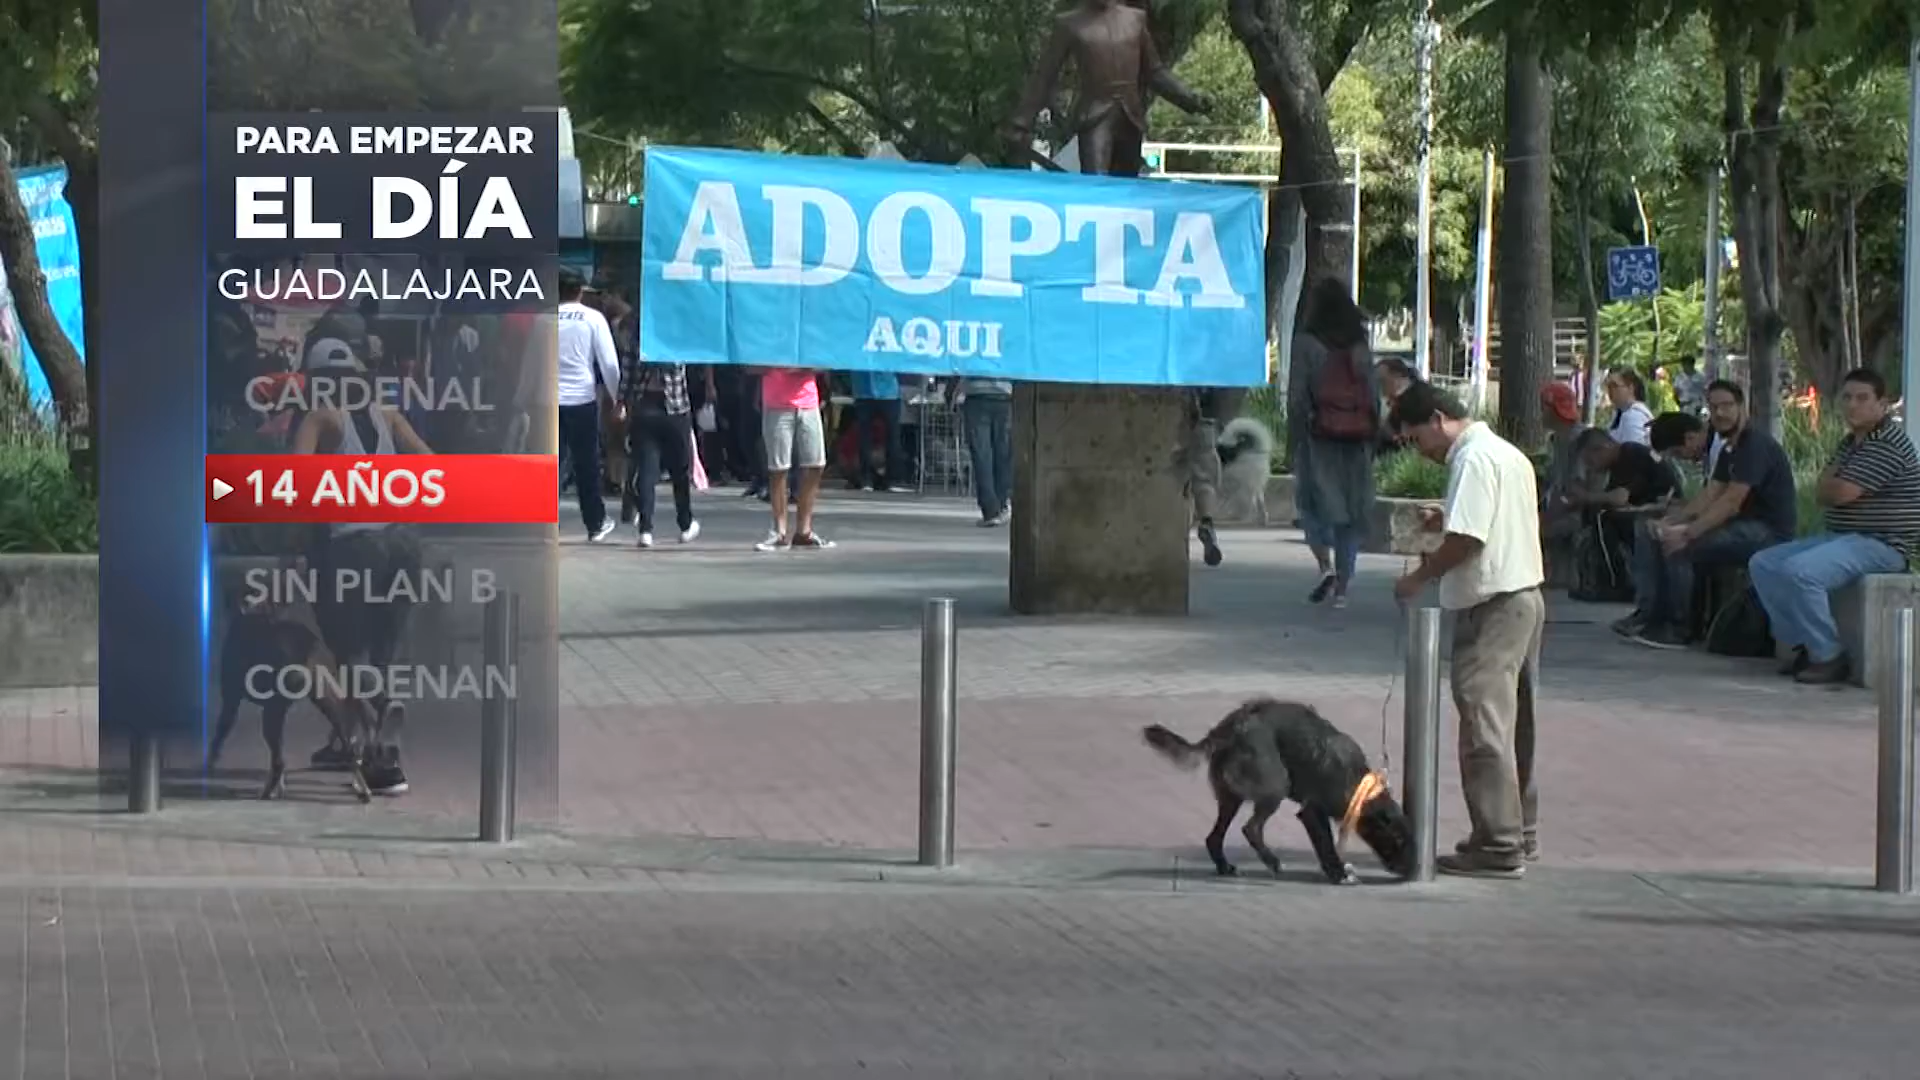 PARA EMPEZAR
EL DÍA
GUADALAJARA
CARDENAL
14 AÑOS
SIN PLAN B
CONDENAN
ADOPTA
AQUI